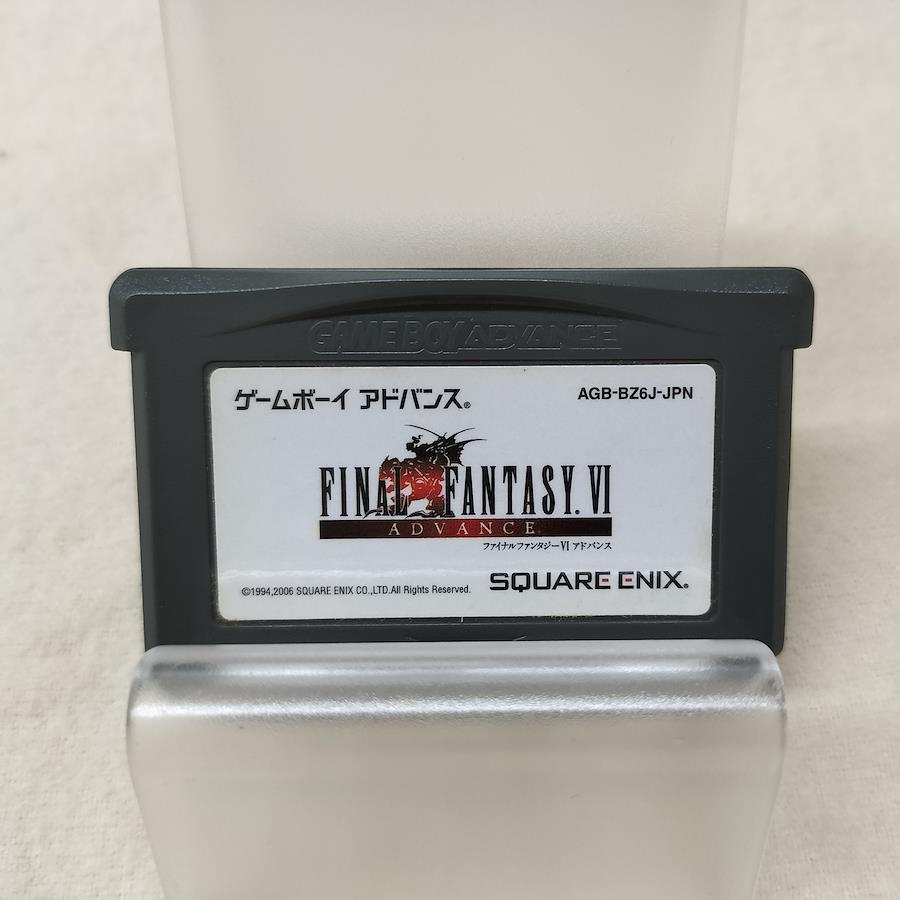 GAME BOY ADVANCE
ゲームボーイ アドバンス®
AGB-BZ6J-JPN
FINAL FANTASY. VI
ADVANCE
ファイナルファンタジーVI アドバンス
©1994,2006 SQUARE ENIX CO.,LTD.All Rights Reserved.
SQUARE ENIX®